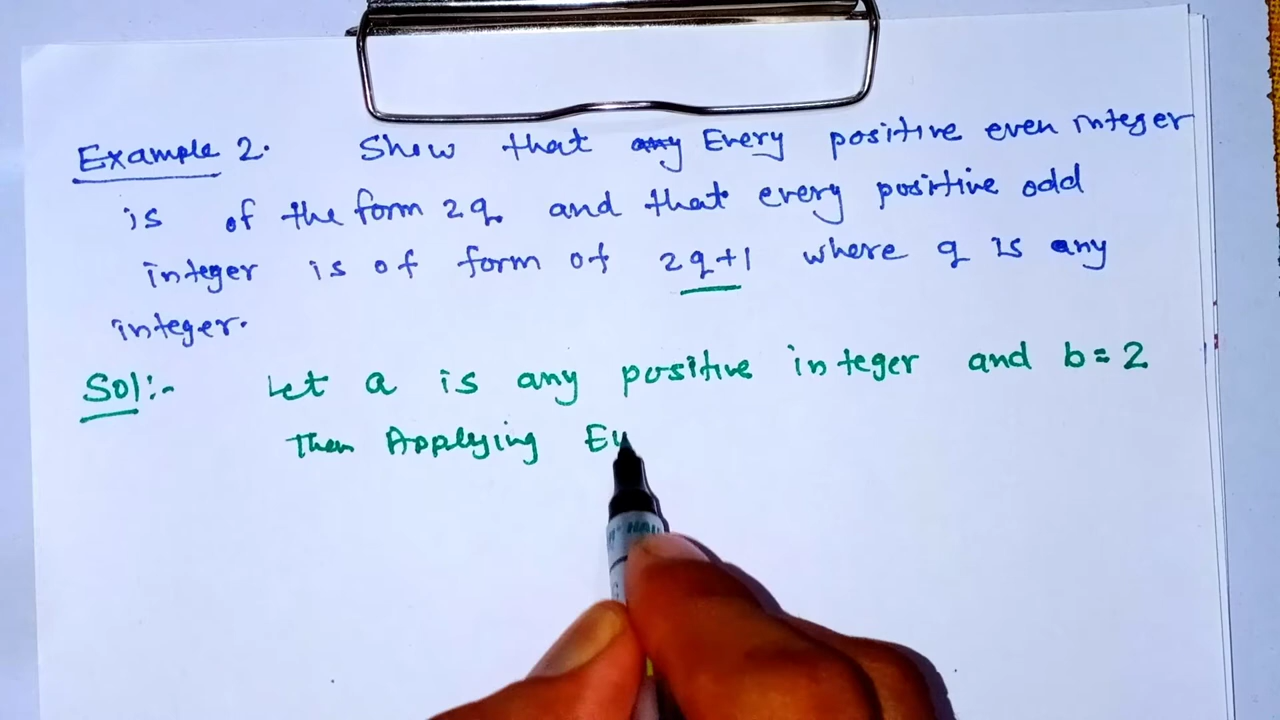 Example 2. Show that Every positive even integer
is of the form 2q and that every positive odd
integer is of form of 2q+1 where q is any
integer.
Sol:- Let a is any positive integer and b=2
Then Applying Eu